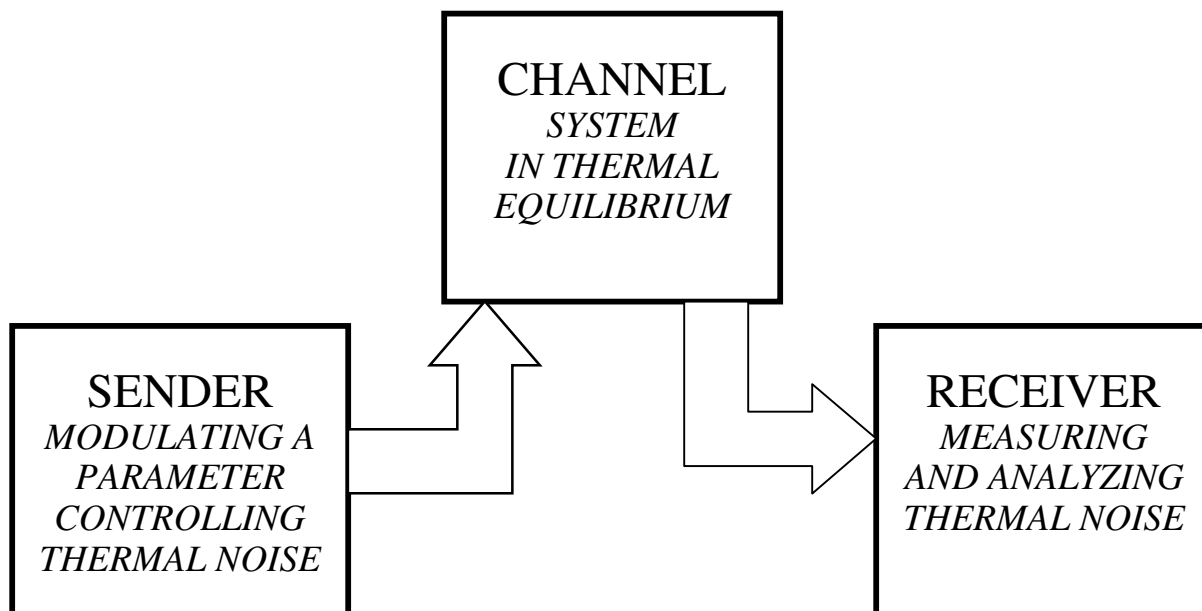 CHANNEL
SYSTEM
IN THERMAL
EQUILIBRIUM
SENDER
MODULATING A
PARAMETER
CONTROLLING
THERMAL NOISE
RECEIVER
MEASURING
AND ANALYZING
THERMAL NOISE